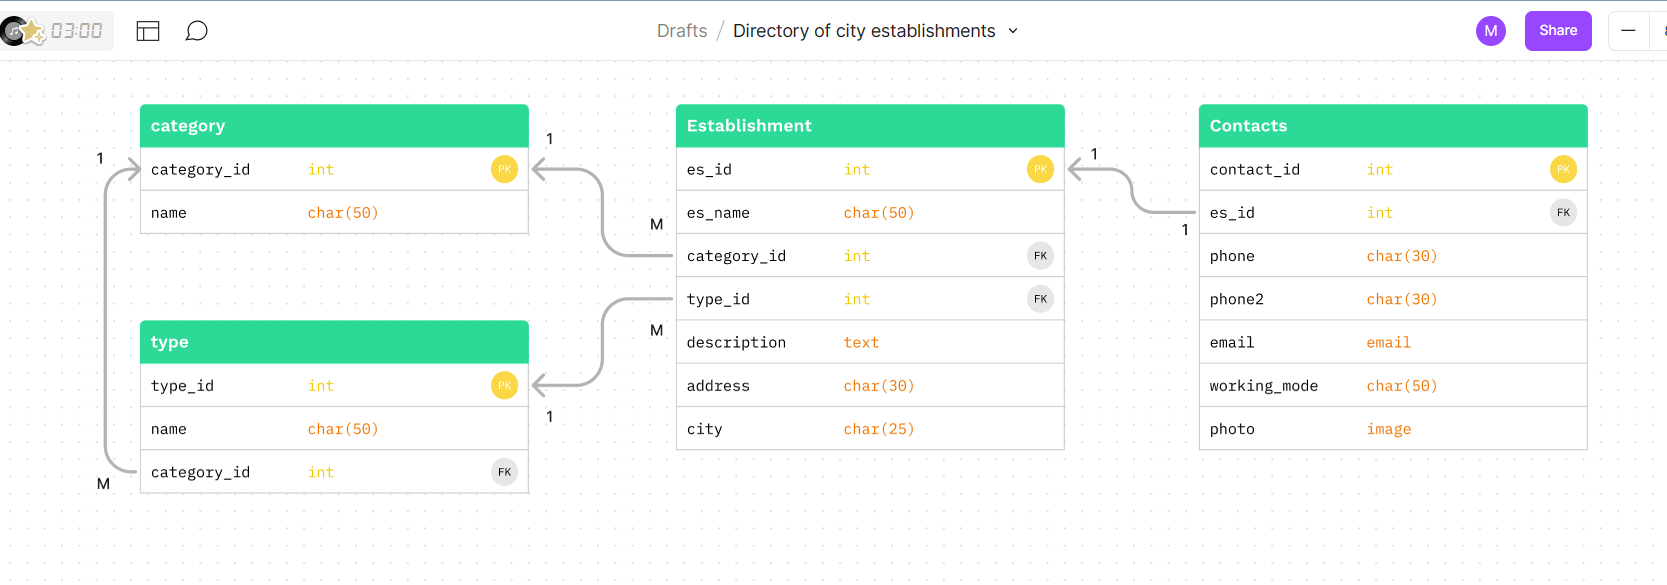 03:00
Drafts / Directory of city establishments
M
Share
category
category_id int PK
name char(50)
1
1
M
type
type_id int PK
name char(50)
category_id int FK
M
1
M
Establishment
es_id int PK
es_name char(50)
category_id int FK
type_id int FK
description text
address char(30)
city char(25)
1
1
Contacts
contact_id int PK
es_id int FK
phone char(30)
phone2 char(30)
email email
working_mode char(50)
photo image